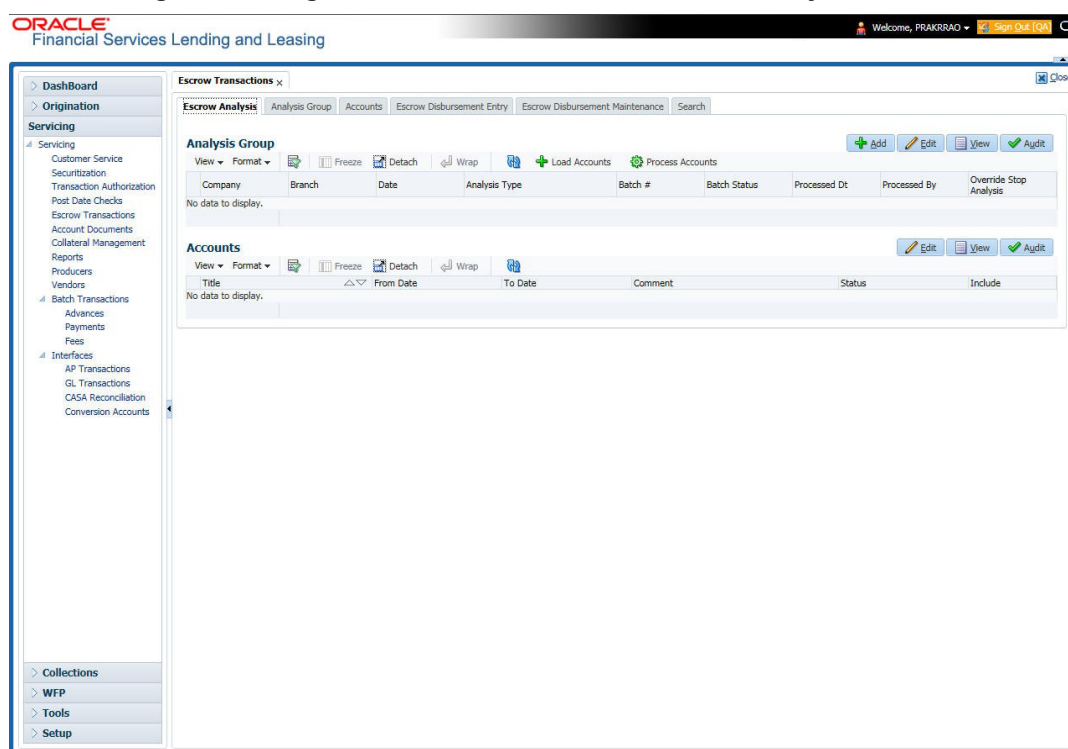 ORACLE
Financial Services Lending and Leasing
Welcome, PRAKRRAO
Sign Out [QA]
Close
DashBoard
Origination
Servicing
Servicing
Customer Service
Securitization
Transaction Authorization
Post Date Checks
Escrow Transactions
Account Documents
Collateral Management
Reports
Producers
Vendors
Batch Transactions
Advances
Payments
Fees
Interfaces
AP Transactions
GL Transactions
CASA Reconciliation
Conversion Accounts
Collections
WFP
Tools
Setup
Escrow Transactions x
Escrow Analysis Analysis Group Accounts Escrow Disbursement Entry Escrow Disbursement Maintenance Search
Analysis Group
Add Edit View Audit
View Format Freeze Detach Wrap Load Accounts Process Accounts
Company Branch Date Analysis Type Batch # Batch Status Processed Dt Processed By Override Stop Analysis
No data to display.
Accounts
Edit View Audit
View Format Freeze Detach Wrap
Title From Date To Date Comment Status Include
No data to display.